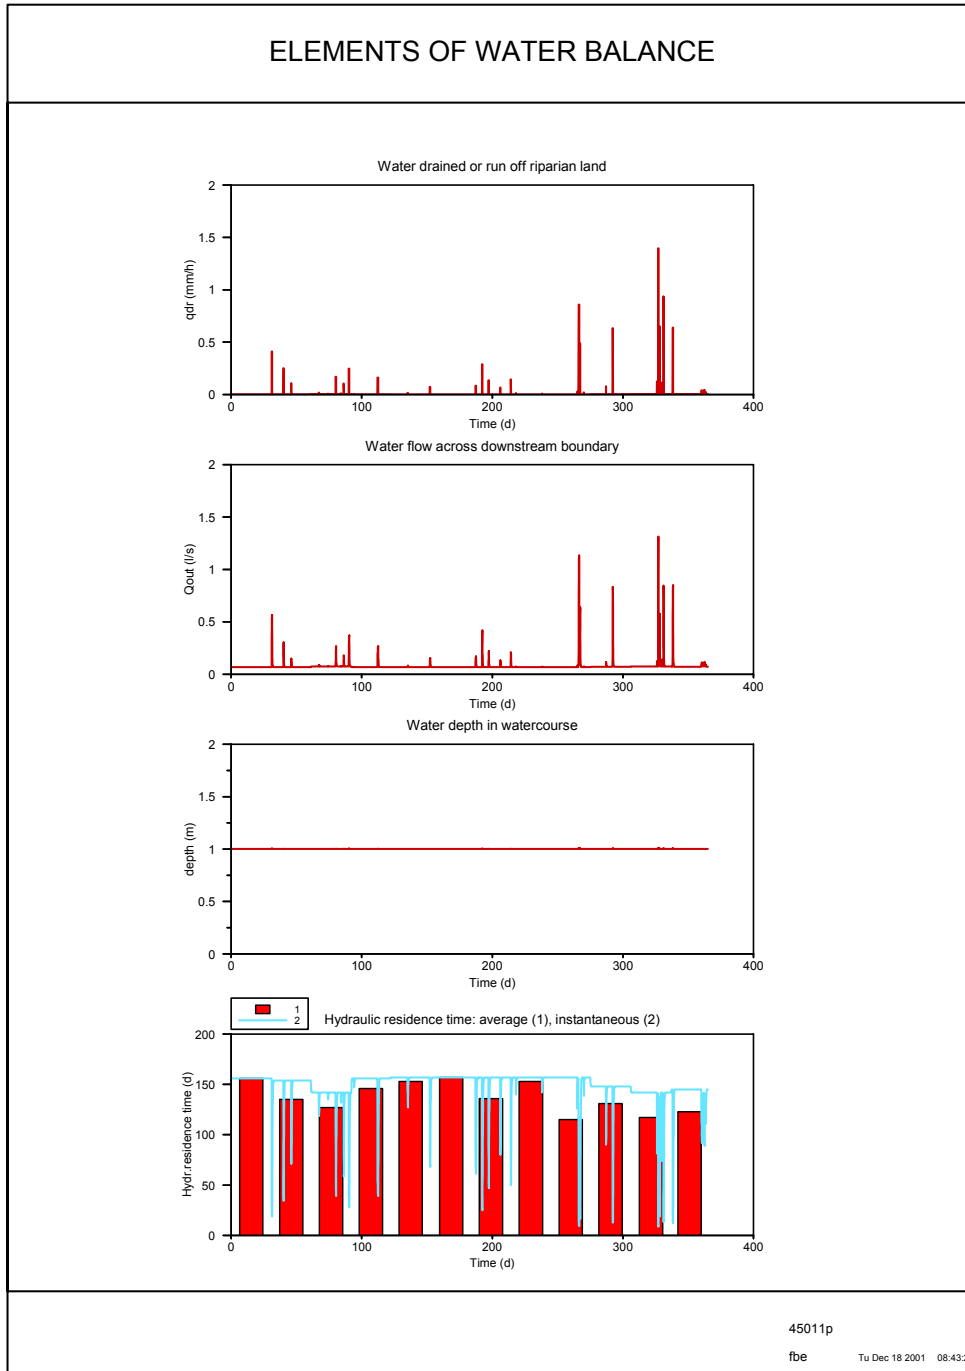 ELEMENTS OF WATER BALANCE
Water drained or run off riparian land
2
1.5
1
0.5
0
qdr (mm/h)
0 100 200 300 400
Time (d)
Water flow across downstream boundary
2
1.5
1
0.5
0
Qout (l/s)
0 100 200 300 400
Time (d)
Water depth in watercourse
2
1.5
1
0.5
0
depth (m)
0 100 200 300 400
Time (d)
1
2
Hydraulic residence time: average (1), instantaneous (2)
200
150
100
50
0
Hydr.residence time (d)
0 100 200 300 400
Time (d)
45011p
fbe Tu Dec 18 2001 08:43: